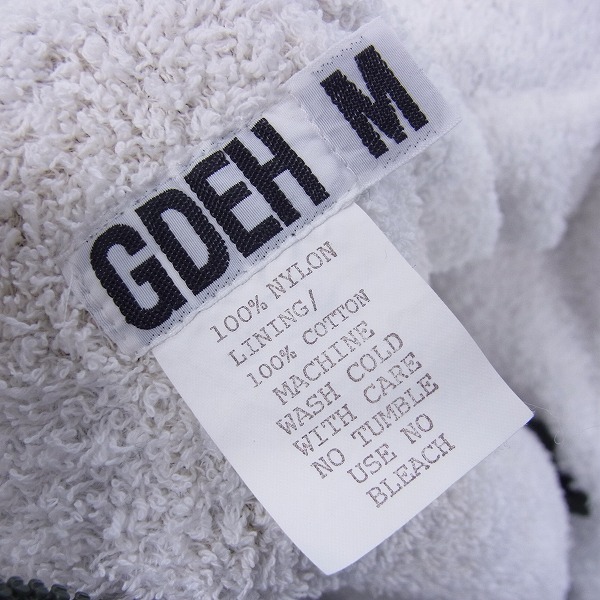 GDEH M
100% NYLON
LINING/
100% COTTON
MACHINE
WASH COLD
WITH CARE
NO TUMBLE
USE NO
BLEACH